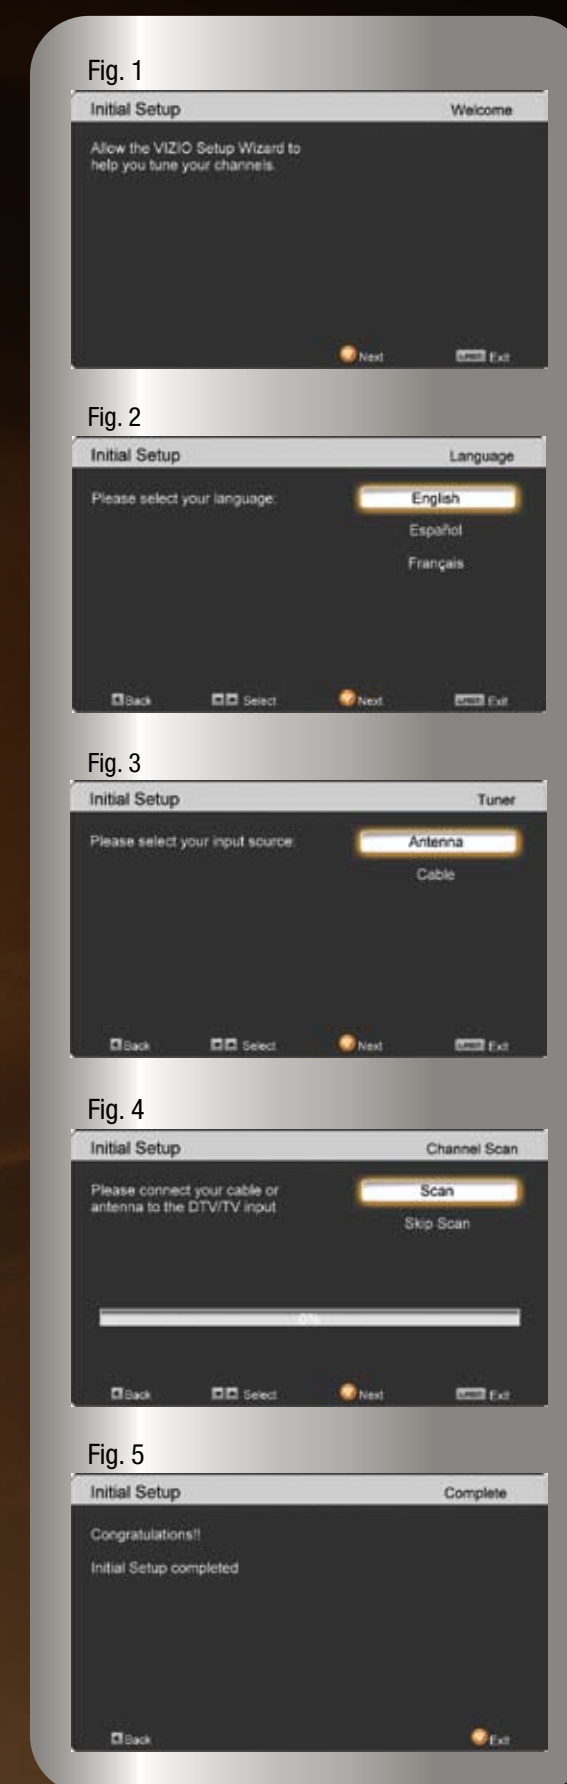 Fig. 1
Initial Setup Welcome
Allow the VIZIO Setup Wizard to
help you tune your channels.
Next Exit
Fig. 2
Initial Setup Language
Please select your language: English
Español
Français
Back Select Next Exit
Fig. 3
Initial Setup Tuner
Please select your input source: Antenna
Cable
Back Select Next Exit
Fig. 4
Initial Setup Channel Scan
Please connect your cable or Scan
antenna to the DTV/TV input
Skip Scan
0%
Back Select Next Exit
Fig. 5
Initial Setup Complete
Congratulations!!
Initial Setup completed
Back Exit